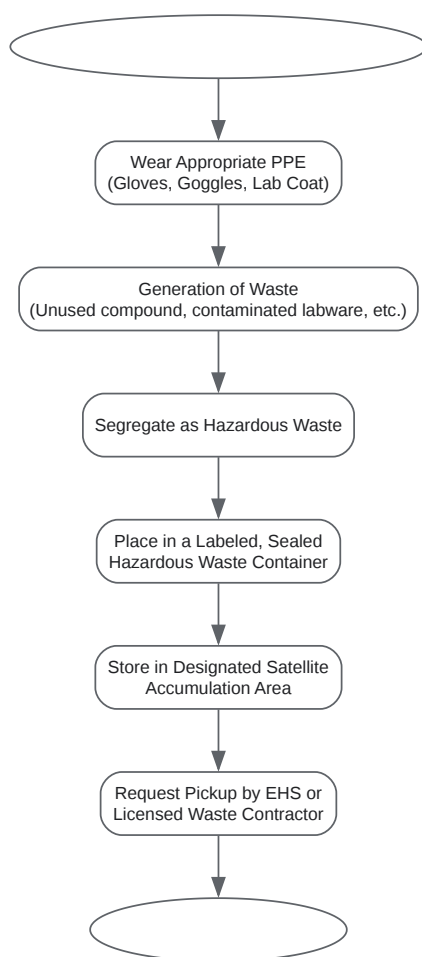 Wear Appropriate PPE
(Gloves, Goggles, Lab Coat)
Generation of Waste
(Unused compound, contaminated labware, etc.)
Segregate as Hazardous Waste
Place in a Labeled, Sealed
Hazardous Waste Container
Store in Designated Satellite
Accumulation Area
Request Pickup by EHS or
Licensed Waste Contractor